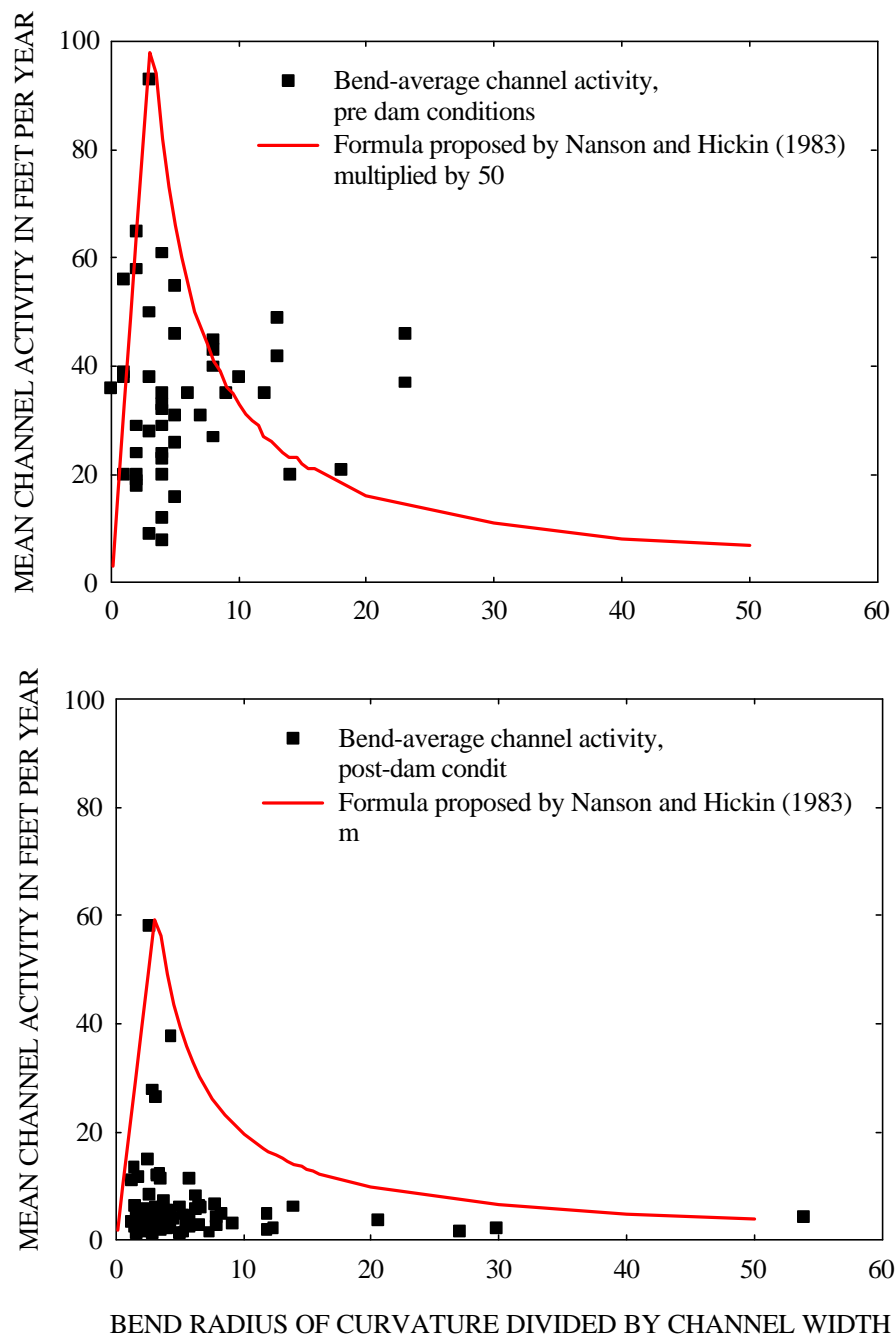 MEAN CHANNEL ACTIVITY IN FEET PER YEAR
100
80
60
40
20
0
Bend-average channel activity,
pre dam conditions
Formula proposed by Nanson and Hickin (1983)
multiplied by 50
0 10 20 30 40 50 60
MEAN CHANNEL ACTIVITY IN FEET PER YEAR
100
80
60
40
20
0
Bend-average channel activity,
post-dam condit
Formula proposed by Nanson and Hickin (1983)
m
0 10 20 30 40 50 60
BEND RADIUS OF CURVATURE DIVIDED BY CHANNEL WIDTH